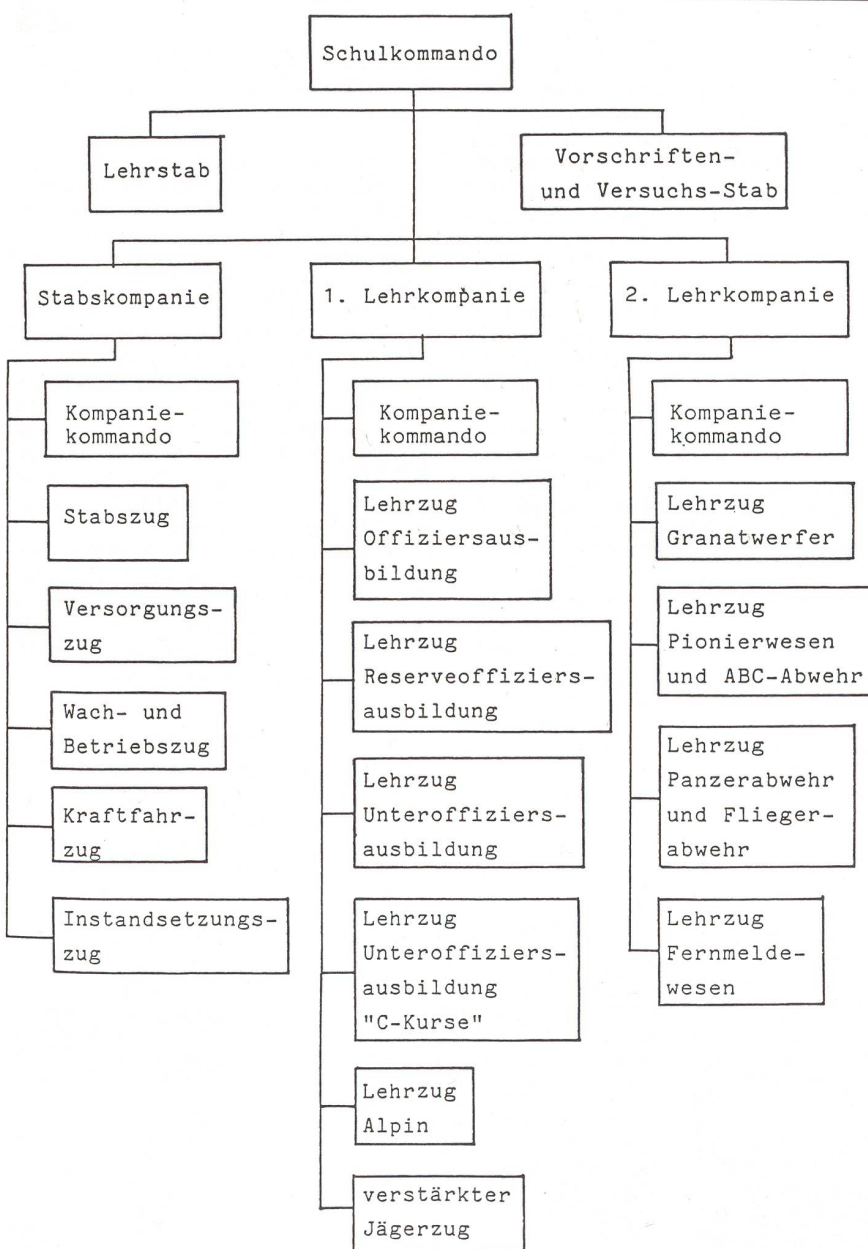 Schulkommando
Lehrstab
Vorschriften-
und Versuchs-Stab
Stabskompanie
1. Lehrkompanie
2. Lehrkompanie
Kompanie-
kommando
Stabszug
Versorgungs-
zug
Wach- und
Betriebszug
Kraftfahr-
zug
Instandsetzungs-
zug
Kompanie-
kommando
Lehrzug
Offiziersaus-
bildung
Lehrzug
Reserveoffiziers-
ausbildung
Lehrzug
Unteroffiziers-
ausbildung
Lehrzug
Unteroffiziers-
ausbildung
"C-Kurse"
Lehrzug
Alpin
verstärkter
Jägerzug
Kompanie-
kommando
Lehrzug
Granatwerfer
Lehrzug
Pionierwesen
und ABC-Abwehr
Lehrzug
Panzerabwehr
und Flieger-
abwehr
Lehrzug
Fernmelde-
wesen